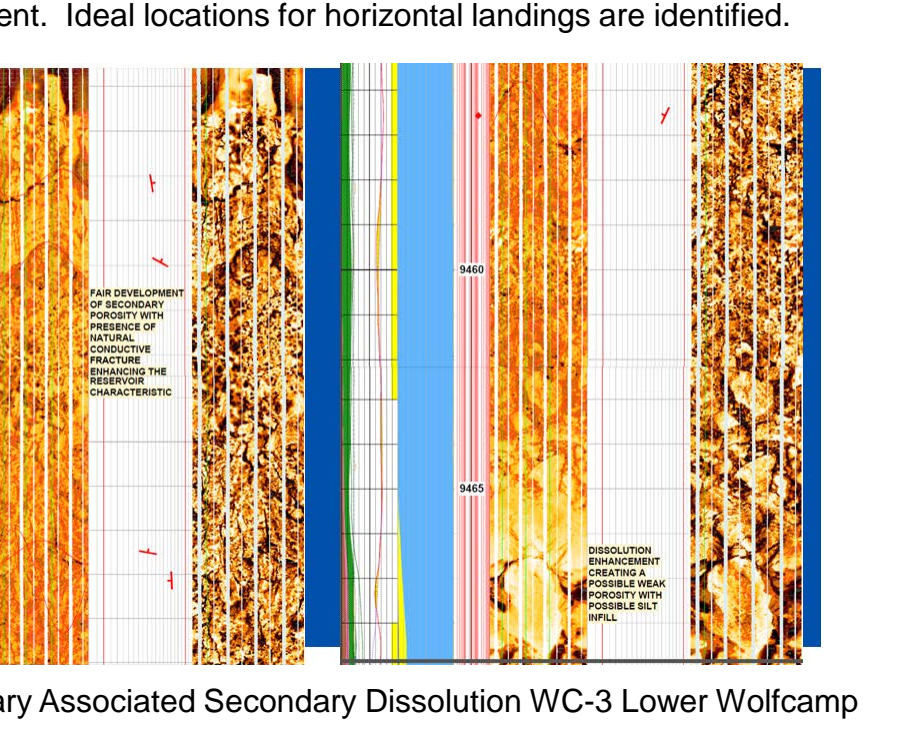 ent. Ideal locations for horizontal landings are identified.
FAIR DEVELOPMENT
OF SECONDARY
POROSITY WITH
PRESENCE OF
NATURAL
CONDUCTIVE
FRACTURE
ENHANCING THE
RESERVOIR
CHARACTERISTIC
9460
9465
DISSOLUTION
ENHANCEMENT
CREATING A
POSSIBLE WEAK
POROSITY WITH
POSSIBLE SILT
INFILL
ary Associated Secondary Dissolution WC-3 Lower Wolfcamp